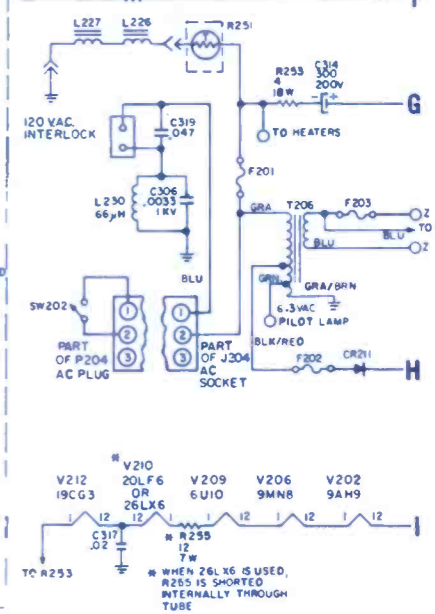 L227
L226
R251
120 VAC.
INTERLOCK
C319
.047
L230
66µH
C306
.0033
1KV
R253
4
18W
C314
300
200V
- +
G
TO HEATERS
F201
GRA
T206
F203
Z
TO
BLU
Z
BLU
GRN
GRA/BRN
6.3VAC
PILOT LAMP
BLK/RED
F202
CR211
H
BLU
SW202
1
2
3
PART
OF P204
AC PLUG
1
2
3
PART
OF J204
AC
SOCKET
V212
19CG3
* V210
20LF6
OR
26LX6
V209
6U10
V206
9MN8
V202
9AH9
1 12 12 1 1 12 1 12 1 12
I
C317
.02
* R255
12
7W
TO R253
* WHEN 26LX6 IS USED,
R255 IS SHORTED
INTERNALLY THROUGH
TUBE